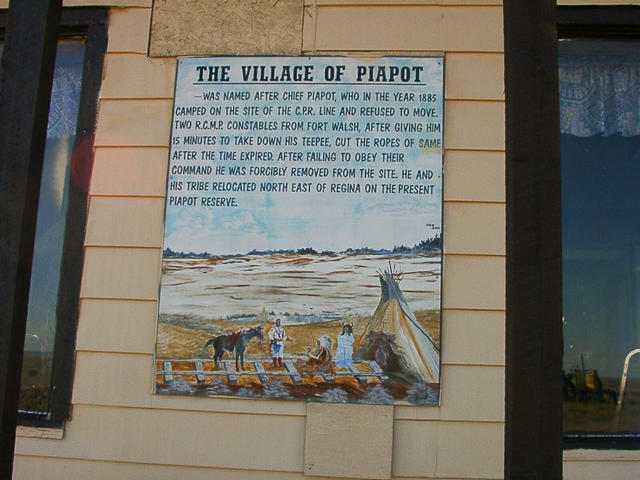 THE VILLAGE OF PIAPOT
—WAS NAMED AFTER CHIEF PIAPOT, WHO IN THE YEAR 1885
CAMPED ON THE SITE OF THE C.P.R. LINE AND REFUSED TO MOVE.
TWO R.C.M.P. CONSTABLES FROM FORT WALSH, AFTER GIVING HIM
15 MINUTES TO TAKE DOWN HIS TEEPEE, CUT THE ROPES OF SAME
AFTER THE TIME EXPIRED. AFTER FAILING TO OBEY THEIR
COMMAND HE WAS FORCIBLY REMOVED FROM THE SITE. HE AND
HIS TRIBE RELOCATED NORTH EAST OF REGINA ON THE PRESENT
PIAPOT RESERVE.